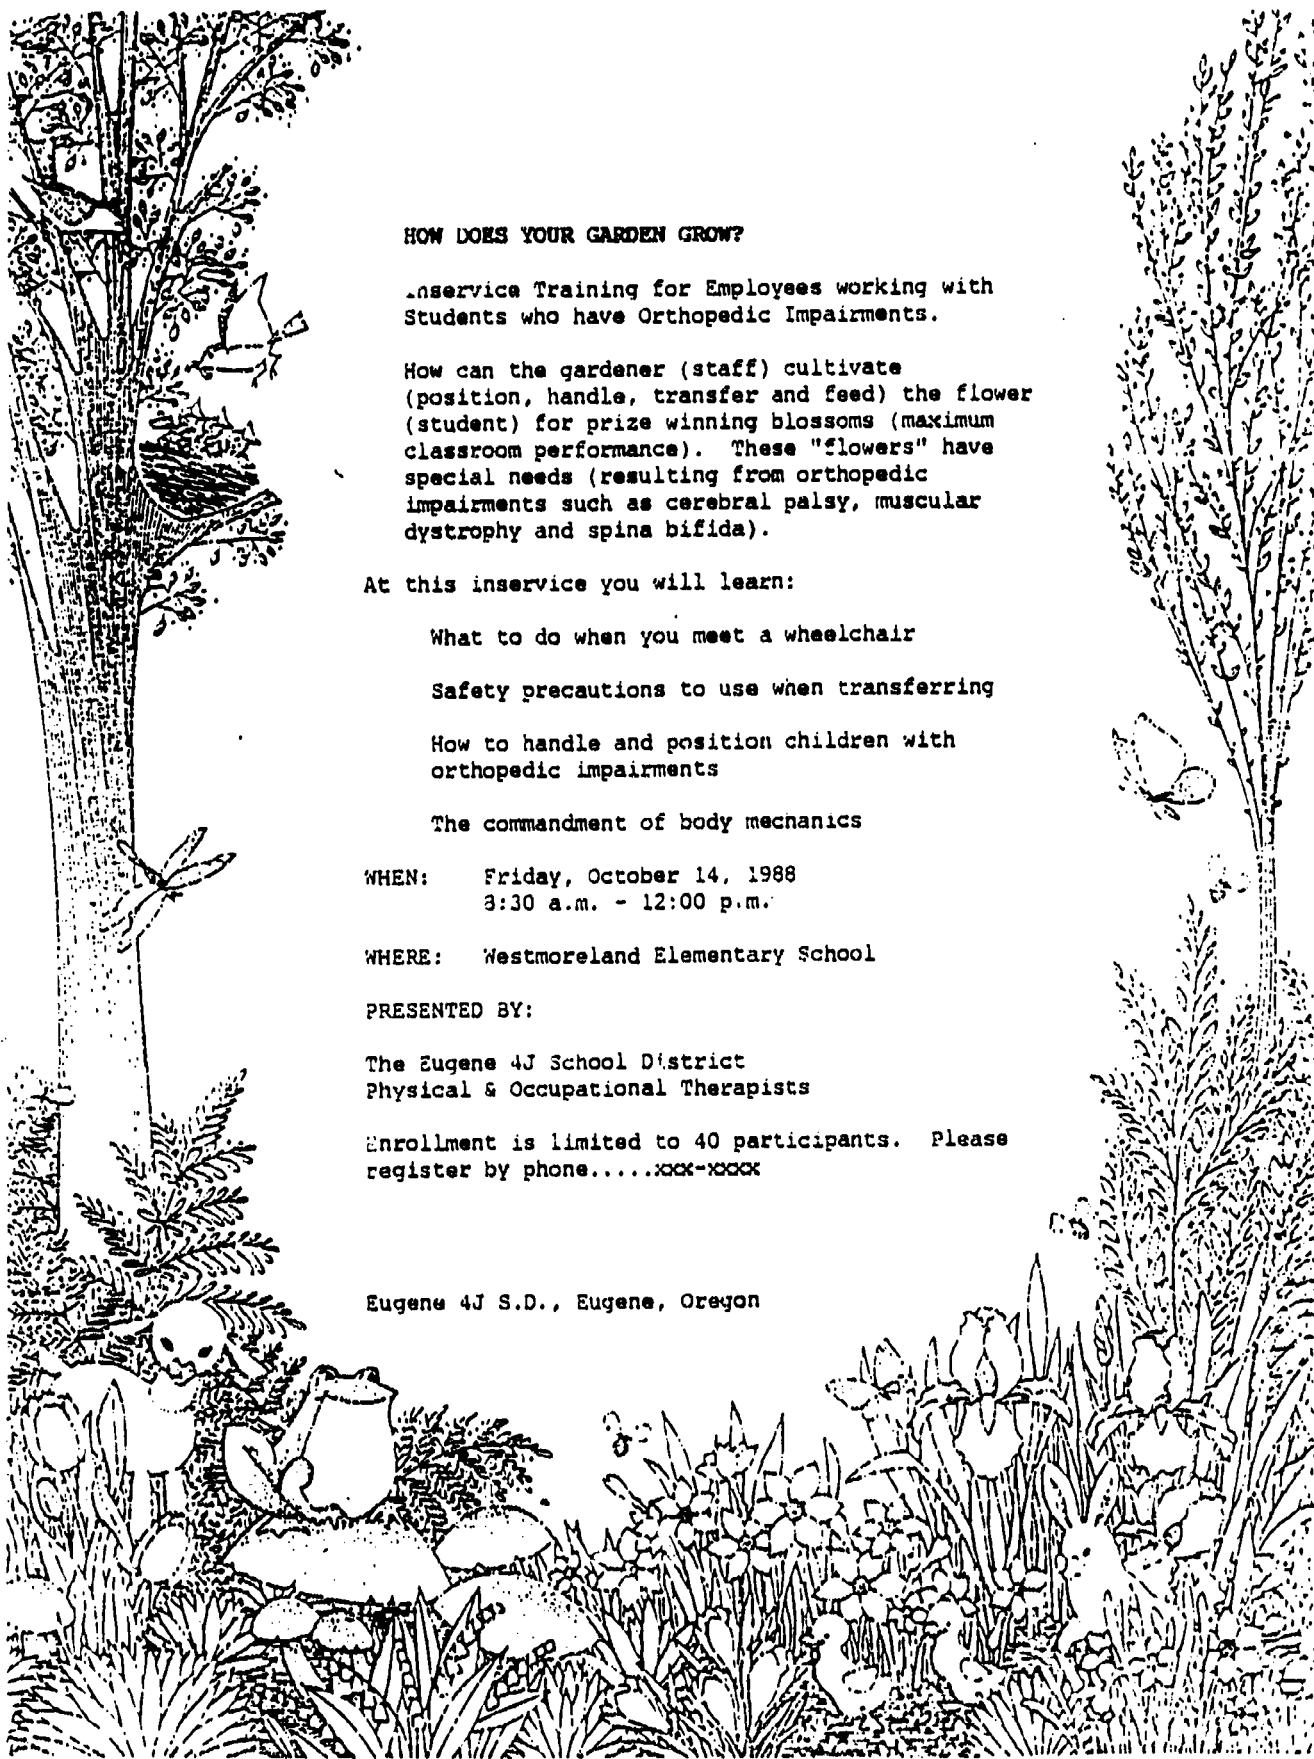 HOW DOES YOUR GARDEN GROW?
Inservice Training for Employees working with
Students who have Orthopedic Impairments.
How can the gardener (staff) cultivate
(position, handle, transfer and feed) the flower
(student) for prize winning blossoms (maximum
classroom performance). These "flowers" have
special needs (resulting from orthopedic
impairments such as cerebral palsy, muscular
dystrophy and spina bifida).
At this inservice you will learn:
What to do when you meet a wheelchair
Safety precautions to use when transferring
How to handle and position children with
orthopedic impairments
The commandment of body mechanics
WHEN: Friday, October 14, 1988
8:30 a.m. - 12:00 p.m.
WHERE: Westmoreland Elementary School
PRESENTED BY:
The Eugene 4J School District
Physical & Occupational Therapists
Enrollment is limited to 40 participants. Please
register by phone.....xxx-xxxx
Eugene 4J S.D., Eugene, Oregon